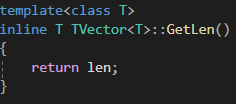 template<class T>
inline T TVector<T>::GetLen()
{
    return len;
}